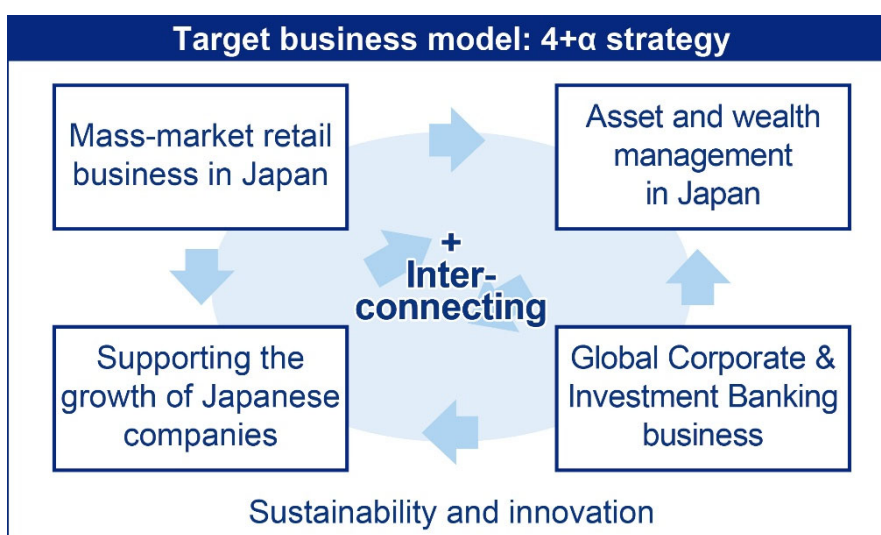 Target business model: 4+α strategy
Mass-market retail
business in Japan
Asset and wealth
management
in Japan
+
Inter-
connecting
Supporting the
growth of Japanese
companies
Global Corporate &
Investment Banking
business
Sustainability and innovation